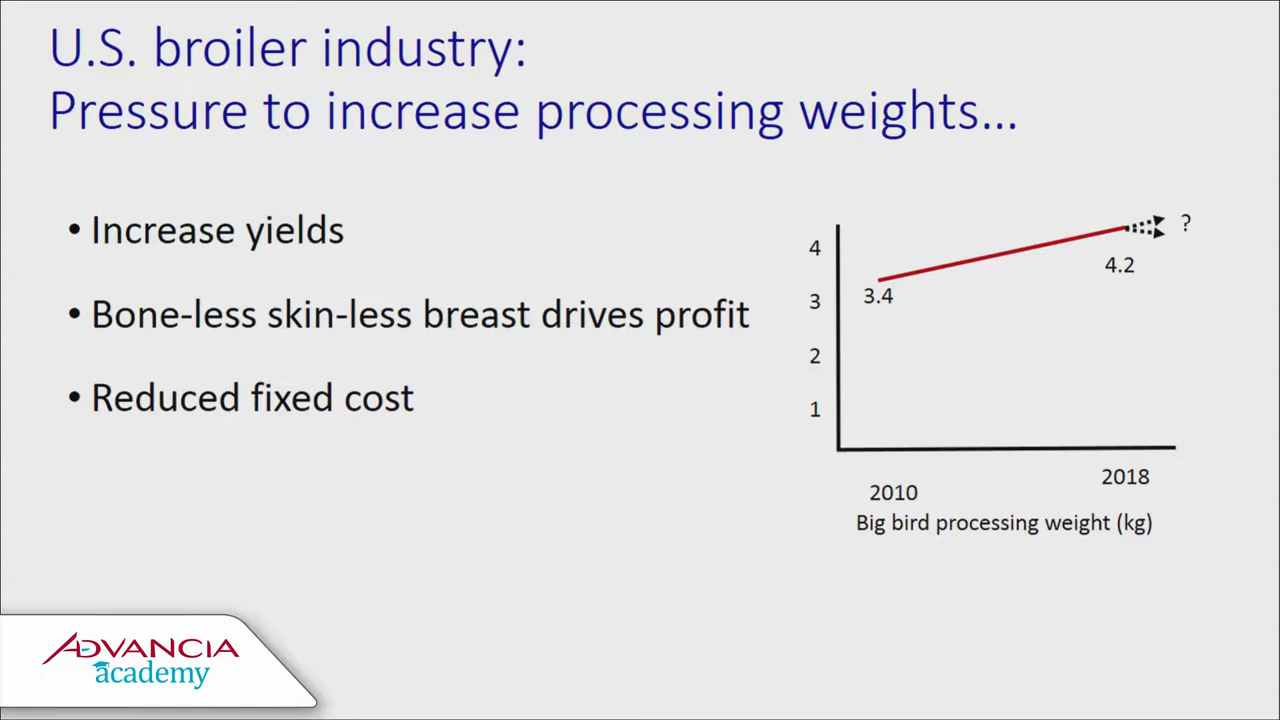 U.S. broiler industry:
Pressure to increase processing weights...
• Increase yields
• Bone-less skin-less breast drives profit
• Reduced fixed cost
4
3
2
1
3.4
4.2
?
2010
2018
Big bird processing weight (kg)
ADVANCIA
academy